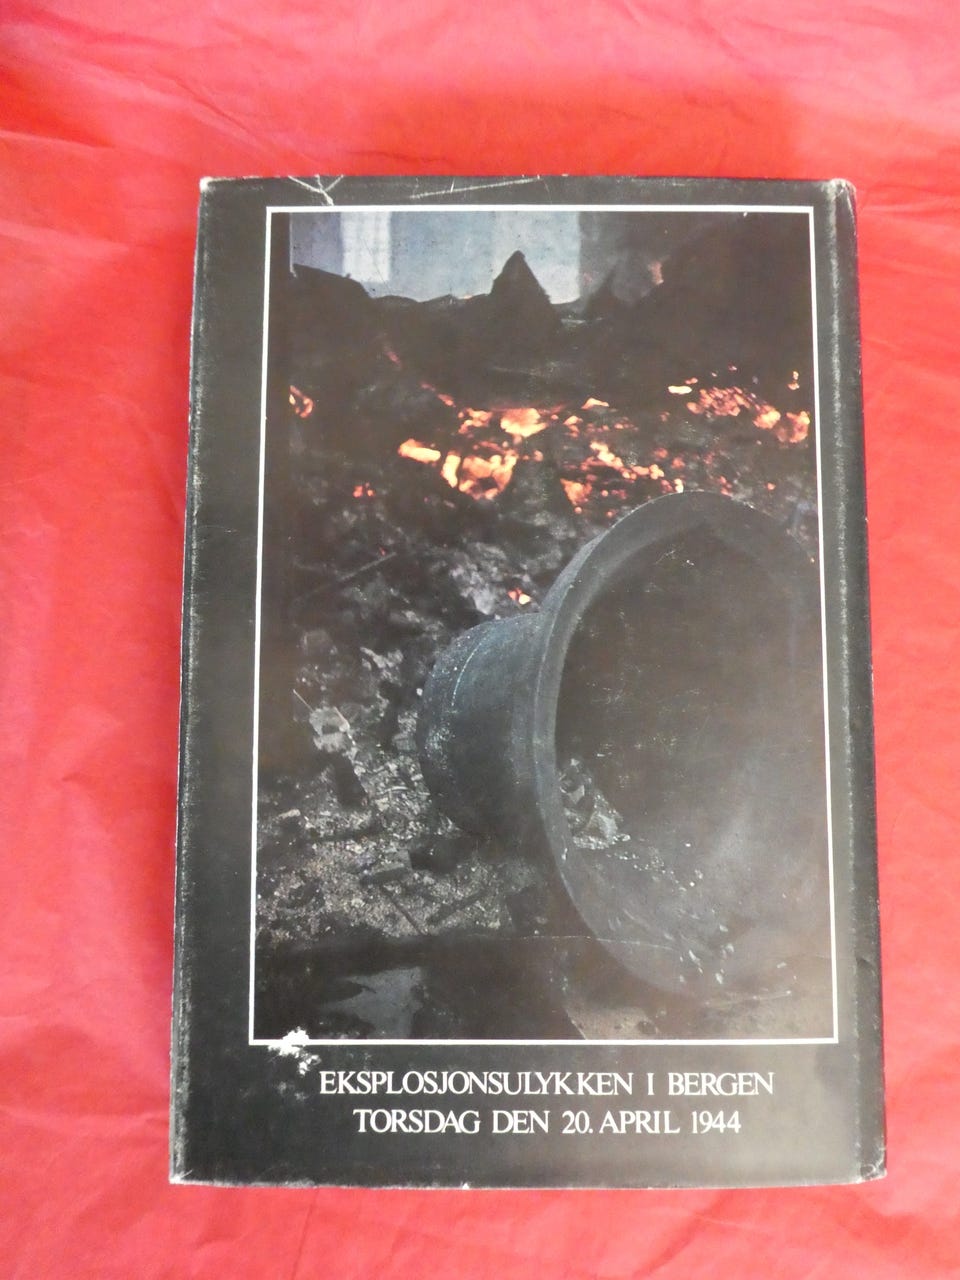 EKSPLOSJONSULYKKEN I BERGEN
TORSDAG DEN 20. APRIL 1944